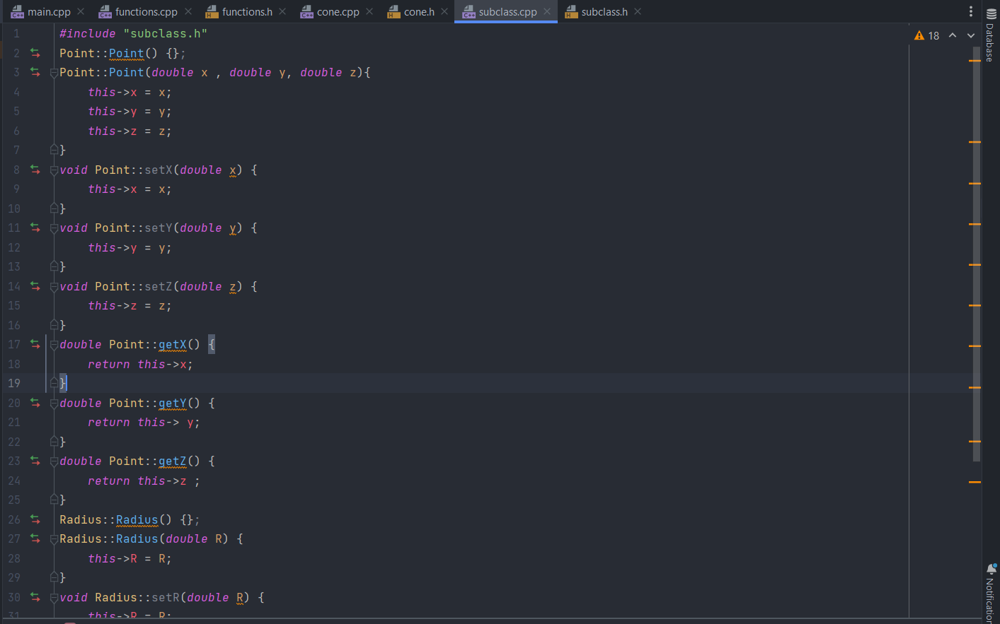 main.cpp functions.cpp functions.h cone.cpp cone.h subclass.cpp subclass.h
18
1 #include "subclass.h"
2 Point::Point() {};
3 Point::Point(double x , double y, double z){
4 this->x = x;
5 this->y = y;
6 this->z = z;
7 }
8 void Point::setX(double x) {
9 this->x = x;
10 }
11 void Point::setY(double y) {
12 this->y = y;
13 }
14 void Point::setZ(double z) {
15 this->z = z;
16 }
17 double Point::getX() {
18 return this->x;
19 }
20 double Point::getY() {
21 return this-> y;
22 }
23 double Point::getZ() {
24 return this->z ;
25 }
26 Radius::Radius() {};
27 Radius::Radius(double R) {
28 this->R = R;
29 }
30 void Radius::setR(double R) {
31 this->R = R;
Database
Notification